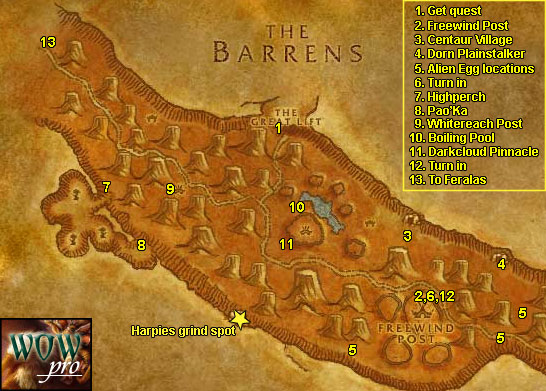 THE
BARRENS
1. Get quest
2. Freewind Post
3. Centaur Village
4. Dorn Plainstalker
5. Alien Egg locations
6. Turn in
7. Highperch
8. Pao'Ka
9. Whitereach Post
10. Boiling Pool
11. Darkcloud Pinnacle
12. Turn in
13. To Feralas
13
THE
GREAT LIFT
1
7
9
10
8
11
3
4
2,6,12
FREEWIND
POST
5
5
5
Harpies grind spot
WOW
pro